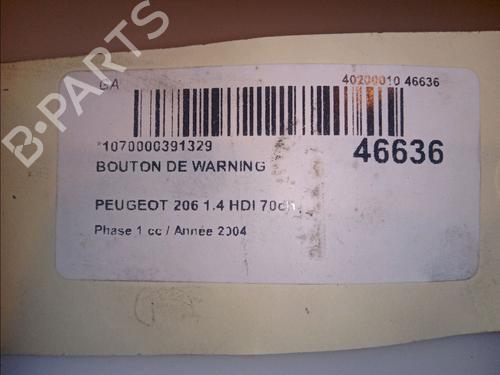 GA
40200010 46636
*1070000391329
46636
BOUTON DE WARNING
PEUGEOT 206 1.4 HDI 70ch
Phase 1 cc / Année 2004
B-PARTS